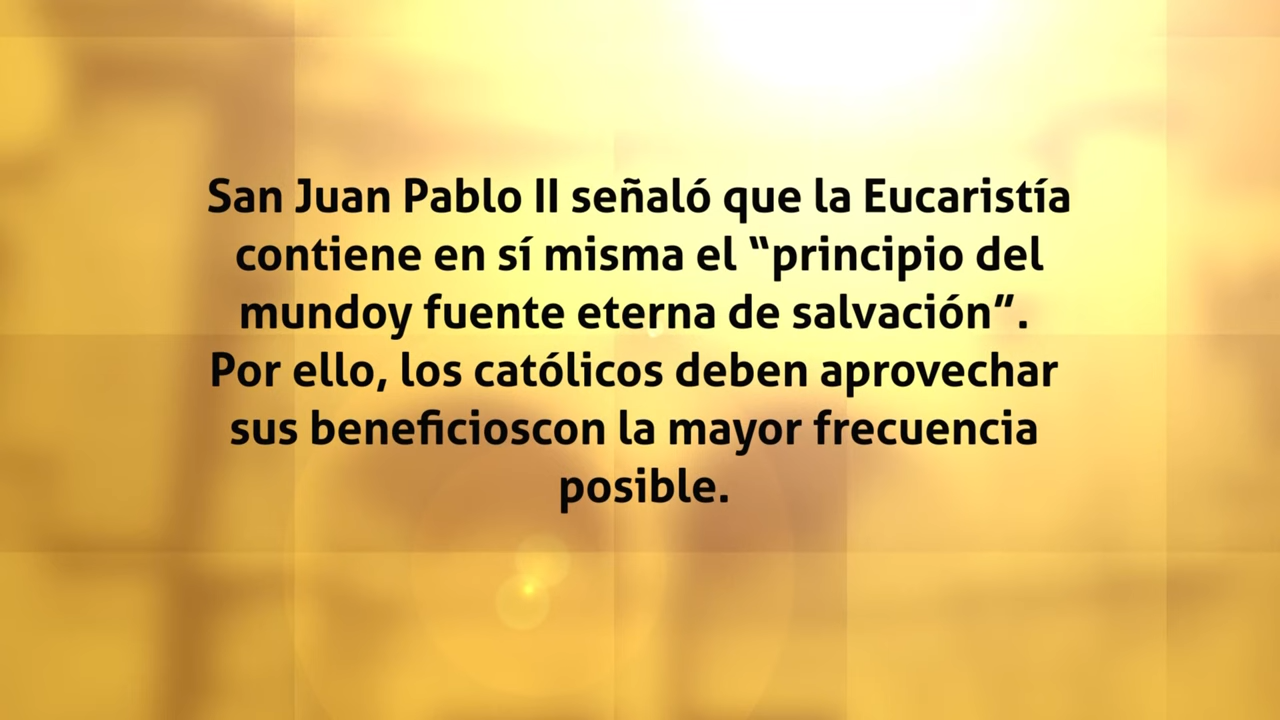 San Juan Pablo II señaló que la Eucaristía
contiene en sí misma el “principio del
mundoy fuente eterna de salvación”.
Por ello, los católicos deben aprovechar
sus beneficioscon la mayor frecuencia
posible.